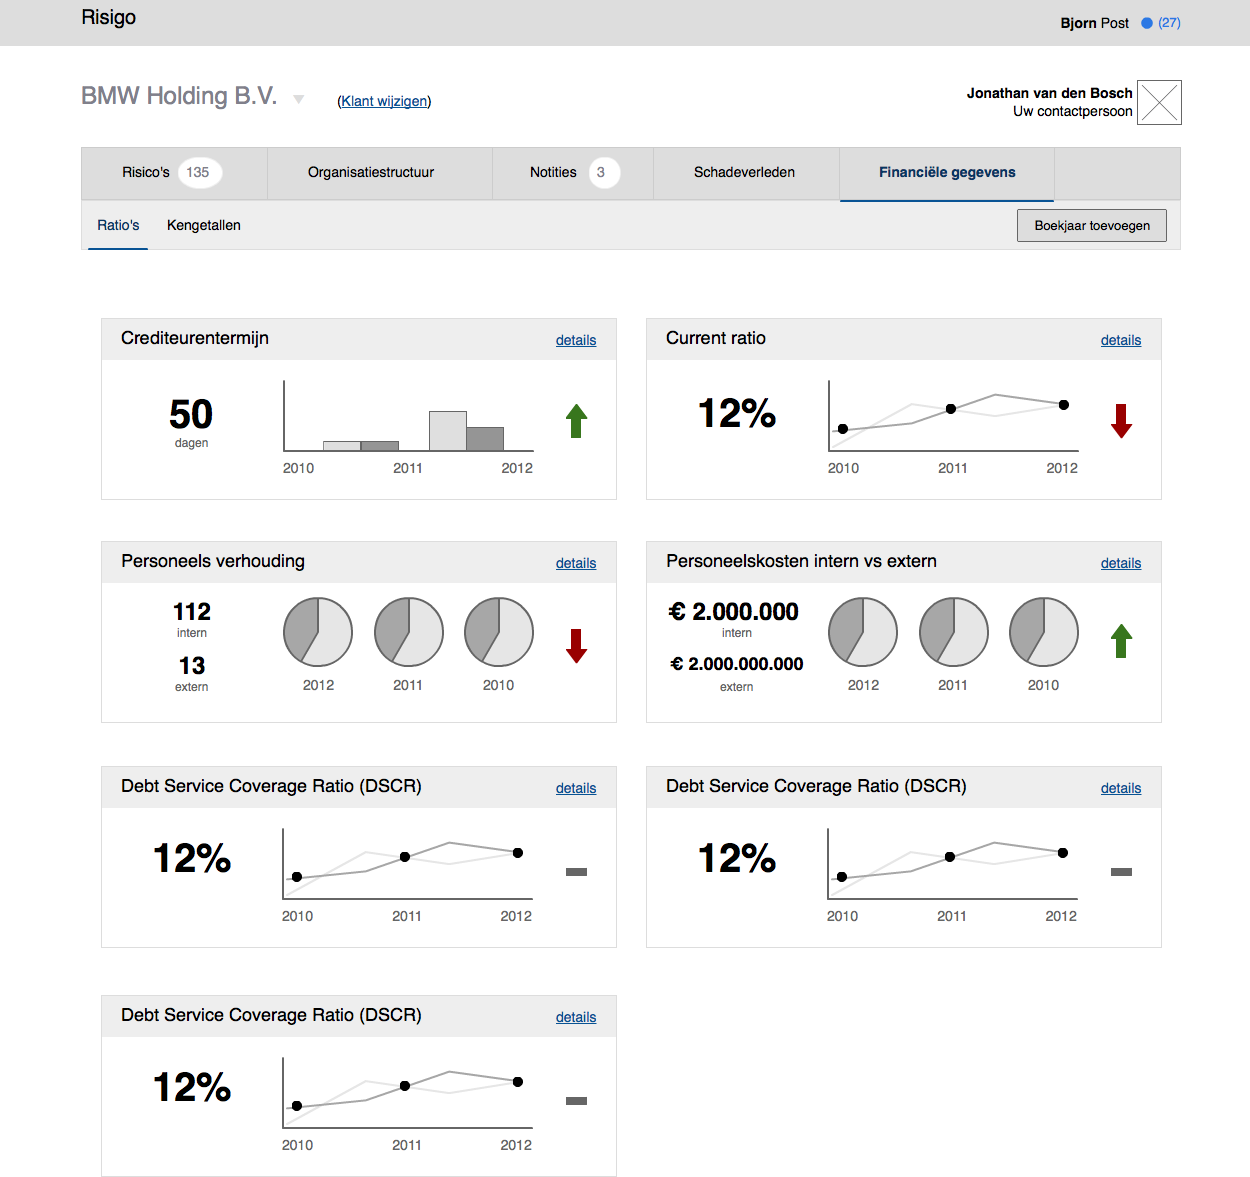 Risigo
Bjorn Post (27)
BMW Holding B.V.
(Klant wijzigen)
Jonathan van den Bosch
Uw contactpersoon
Risico's 135
Organisatiestructuur
Notities 3
Schadeverleden
Financiële gegevens
Ratio's
Kengetallen
Boekjaar toevoegen
Crediteurentermijn
details
50
dagen
2010 2011 2012
Current ratio
details
12%
2010 2011 2012
Personeels verhouding
details
112
intern
13
extern
2012 2011 2010
Personeelskosten intern vs extern
details
€ 2.000.000
intern
€ 2.000.000.000
extern
2012 2011 2010
Debt Service Coverage Ratio (DSCR)
details
12%
2010 2011 2012
Debt Service Coverage Ratio (DSCR)
details
12%
2010 2011 2012
Debt Service Coverage Ratio (DSCR)
details
12%
2010 2011 2012